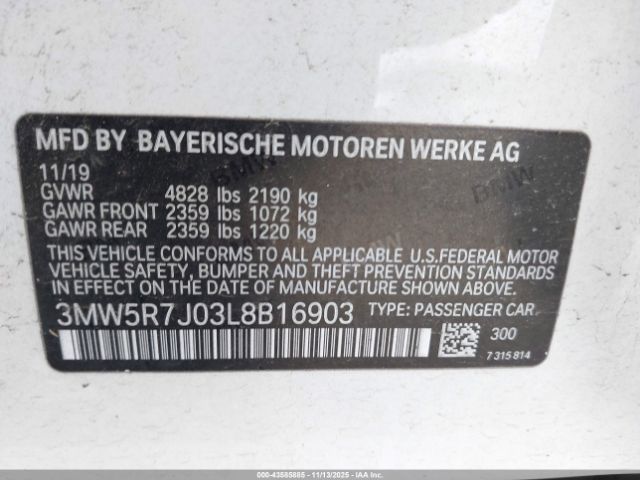 MFD BY BAYERISCHE MOTOREN WERKE AG
11/19
GVWR 4828 lbs 2190 kg
GAWR FRONT 2359 lbs 1072 kg
GAWR REAR 2359 lbs 1220 kg
THIS VEHICLE CONFORMS TO ALL APPLICABLE U.S.FEDERAL MOTOR
VEHICLE SAFETY, BUMPER AND THEFT PREVENTION STANDARDS IN
EFFECT ON THE DATE OF MANUFACTURE SHOWN ABOVE.
3MW5R7J03L8B16903 TYPE: PASSENGER CAR
300
7 315 814
000-43585885 - 11/13/2025 - Copart